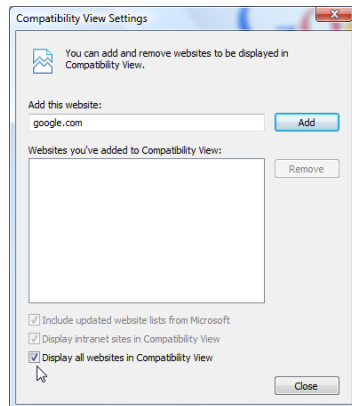 Compatibility View Settings
You can add and remove websites to be displayed in
Compatibility View.
Add this website:
google.com
Add
Websites you've added to Compatibility View:
Remove
Include updated website lists from Microsoft
Display intranet sites in Compatibility View
Display all websites in Compatibility View
Close